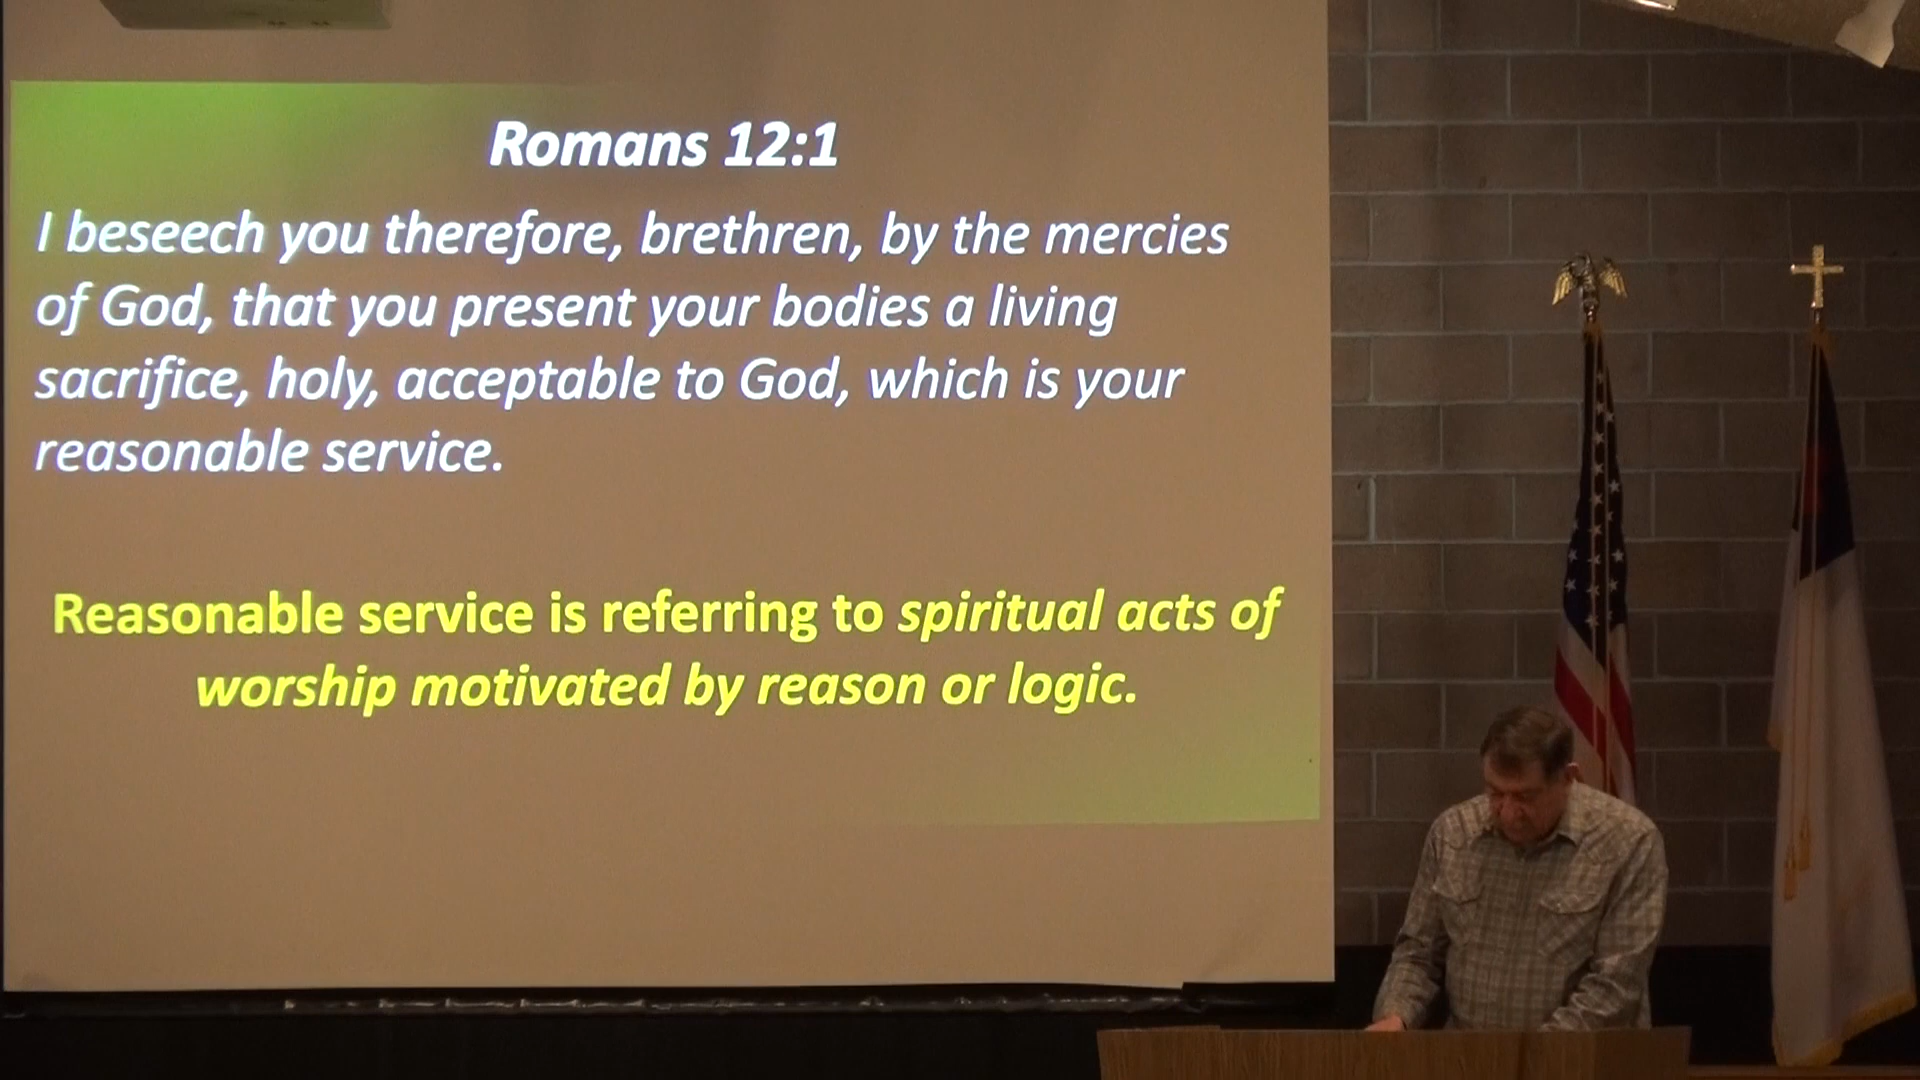 Romans 12:1
I beseech you therefore, brethren, by the mercies
of God, that you present your bodies a living
sacrifice, holy, acceptable to God, which is your
reasonable service.
Reasonable service is referring to spiritual acts of
worship motivated by reason or logic.